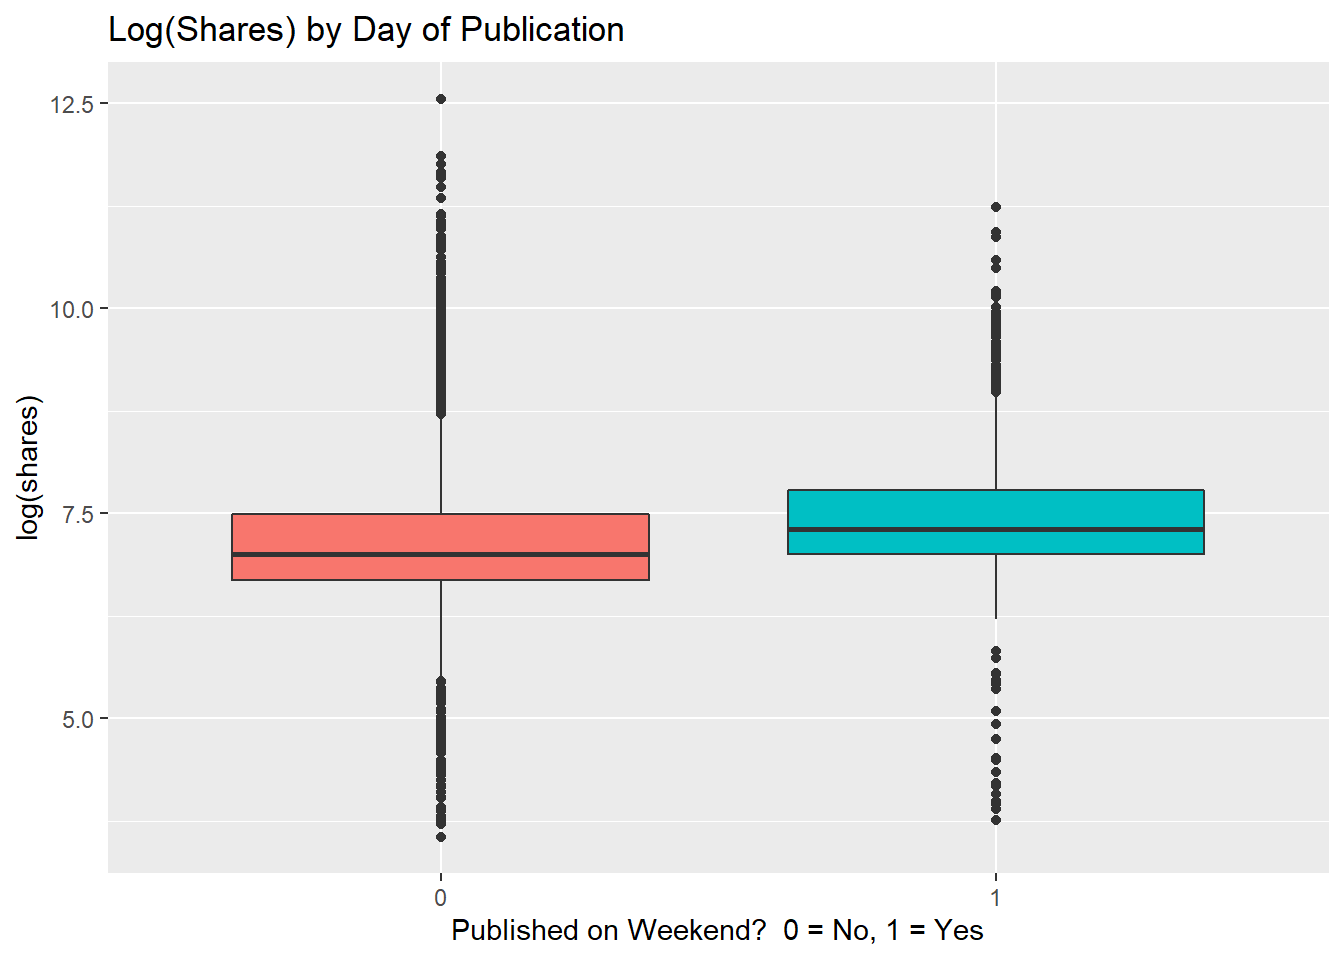 Log(Shares) by Day of Publication
12.5
10.0
7.5
5.0
log(shares)
0
1
Published on Weekend?  0 = No, 1 = Yes